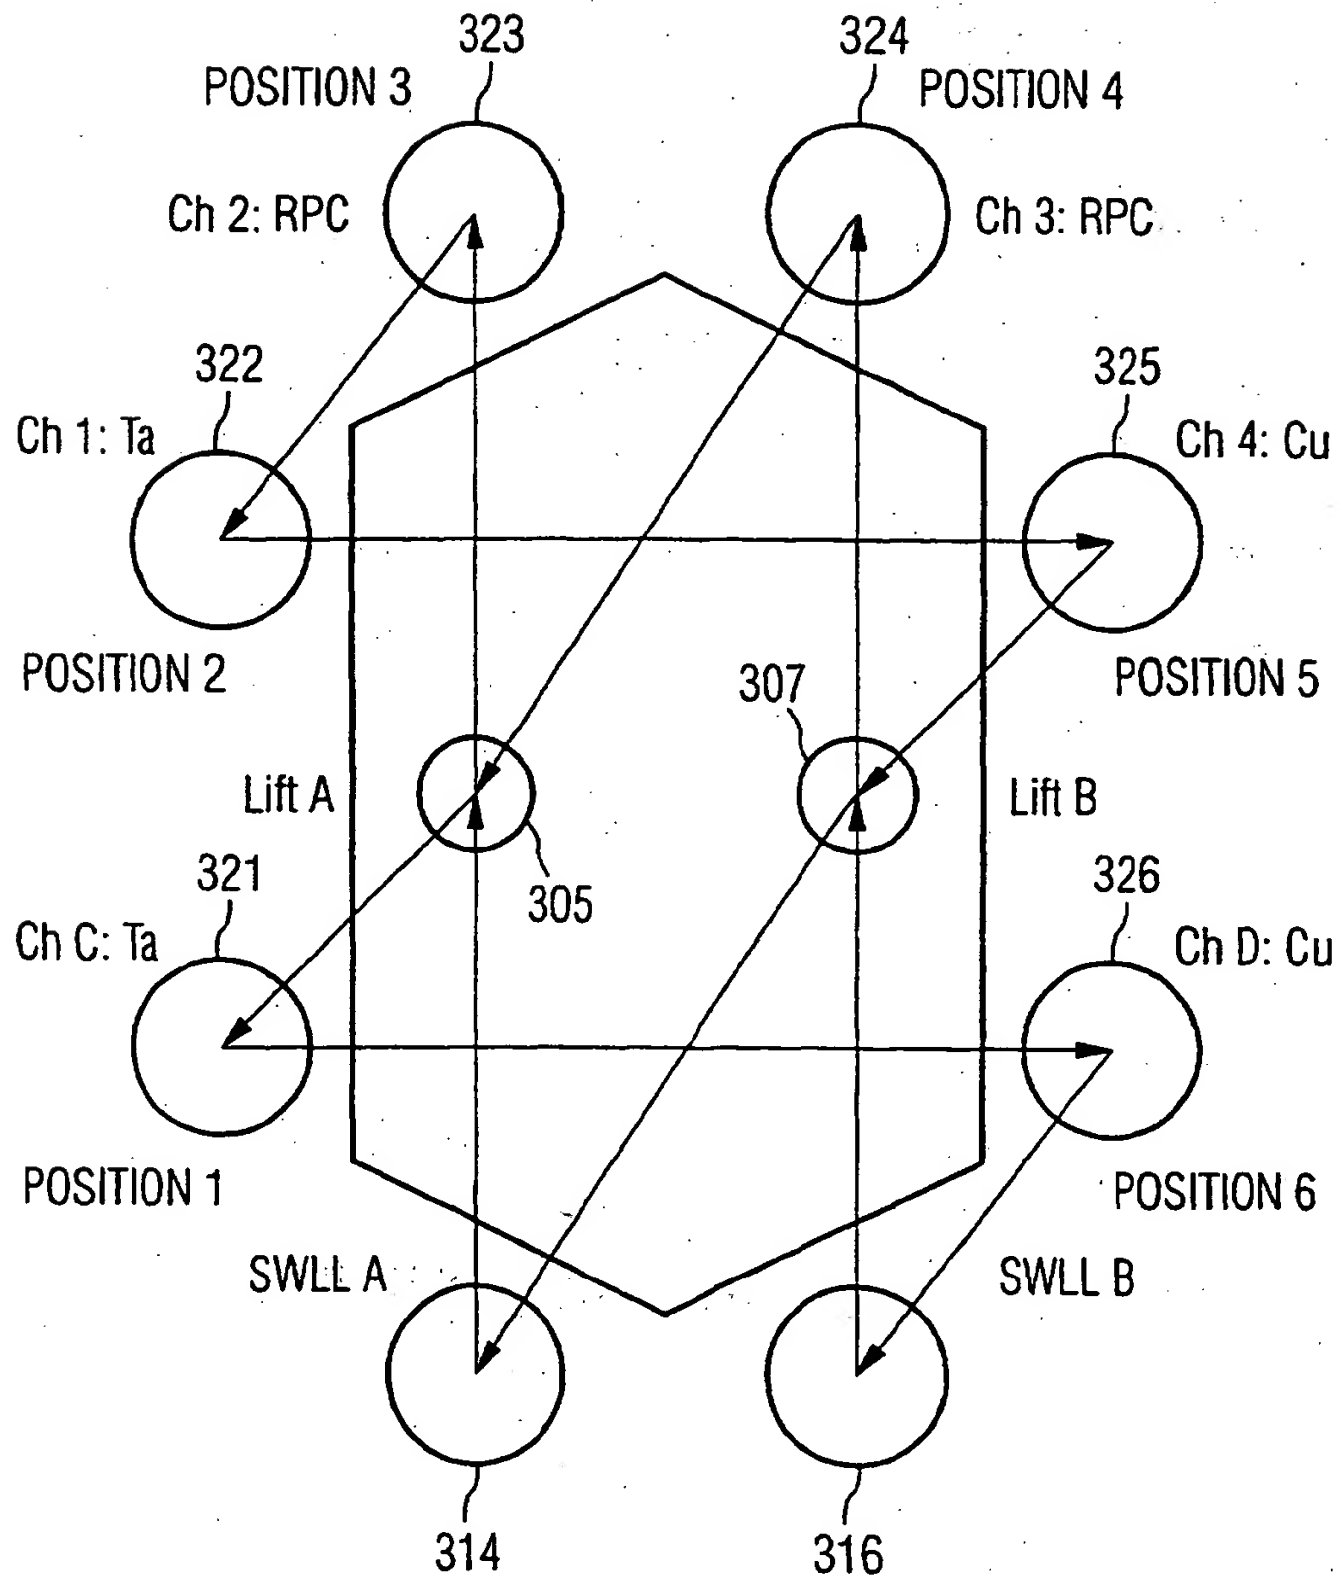 323
324
POSITION 3
POSITION 4
Ch 2: RPC
Ch 3: RPC
322
325
Ch 1: Ta
Ch 4: Cu
POSITION 2
POSITION 5
307
Lift A
Lift B
305
321
326
Ch C: Ta
Ch D: Cu
POSITION 1
POSITION 6
SWLL A
SWLL B
314
316